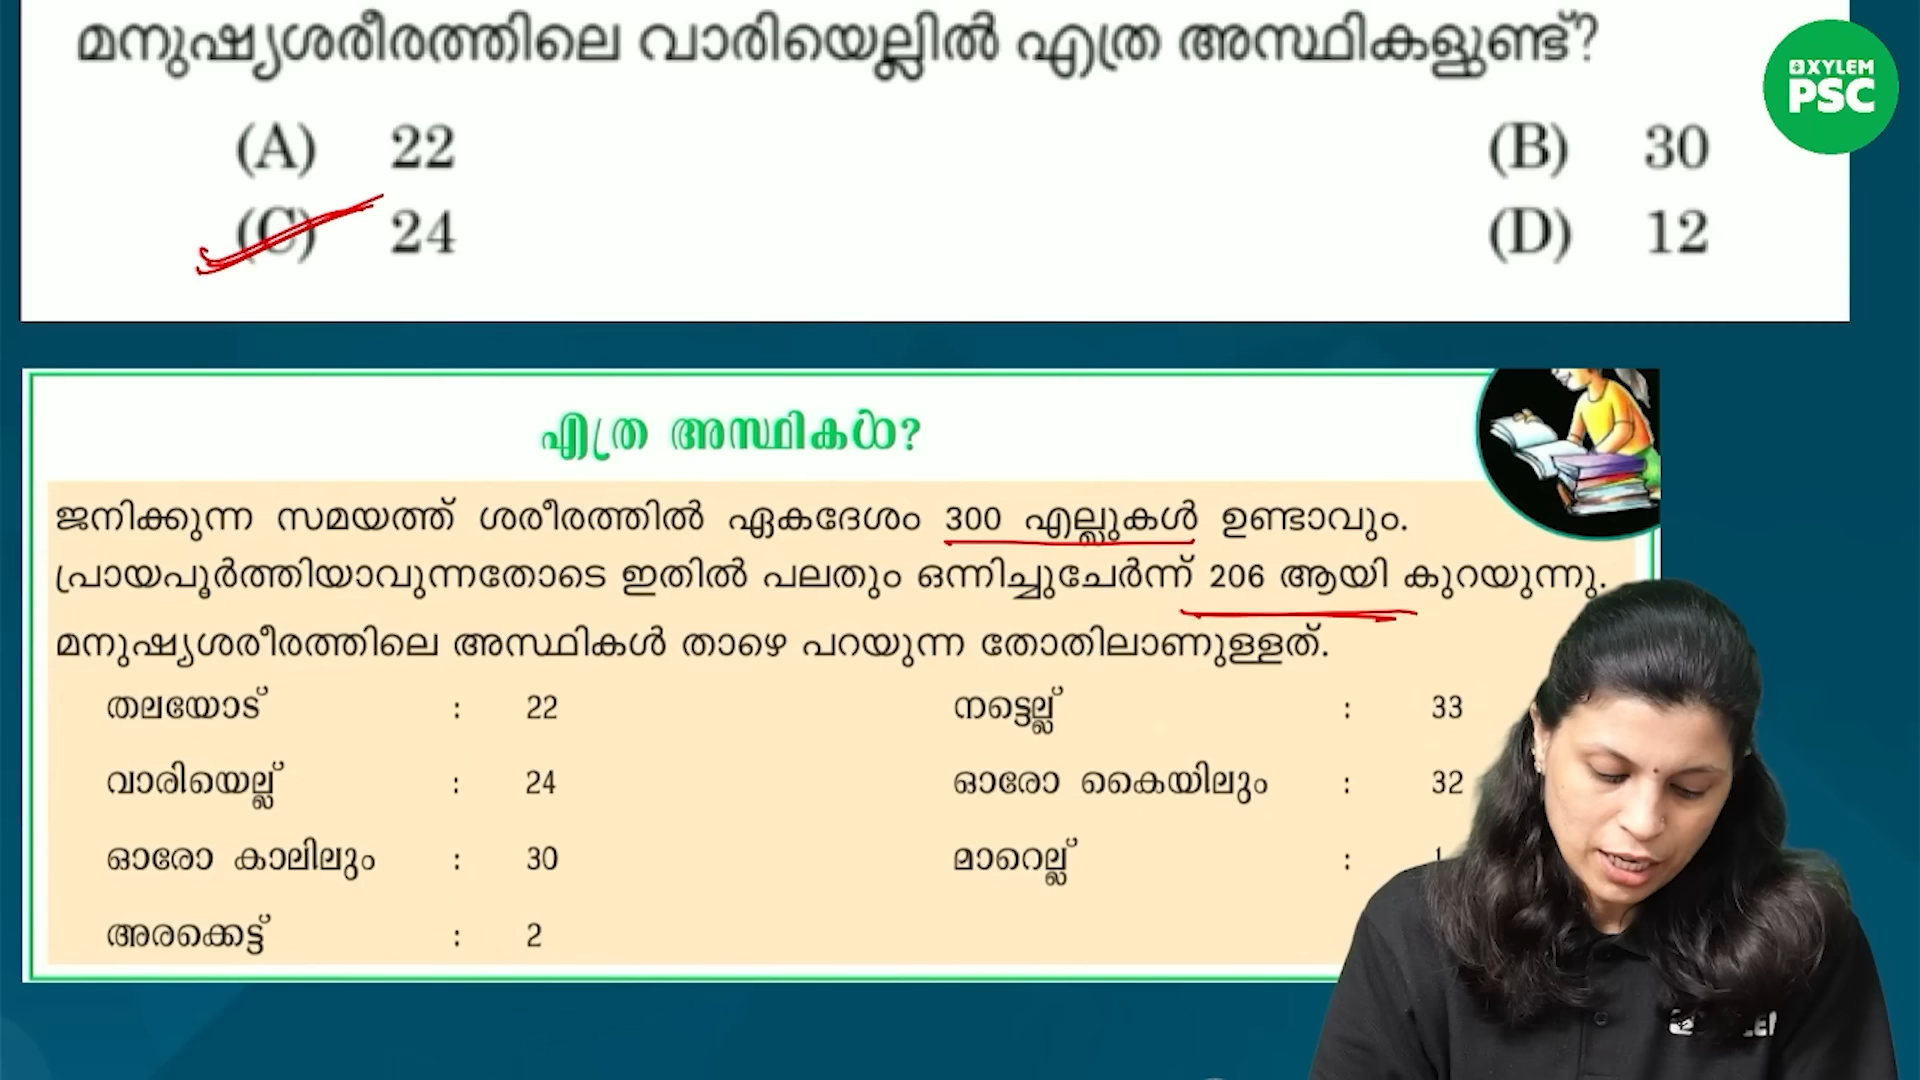 മനുഷ്യശരീരത്തിലെ വാരിയെല്ലിൽ എത്ര അസ്ഥികളുണ്ട്?
XYLEM
PSC
(A) 22
(B) 30
(C) 24
(D) 12
എത്ര അസ്ഥികൾ?
ജനിക്കുന്ന സമയത്ത് ശരീരത്തിൽ ഏകദേശം 300 എല്ലുകൾ ഉണ്ടാവും.
പ്രായപൂർത്തിയാവുന്നതോടെ ഇതിൽ പലതും ഒന്നിച്ചുചേർന്ന് 206 ആയി കുറയുന്നു.
മനുഷ്യശരീരത്തിലെ അസ്ഥികൾ താഴെ പറയുന്ന തോതിലാണുള്ളത്.
തലയോട് : 22
നട്ടെല്ല് : 33
വാരിയെല്ല് : 24
ഓരോ കൈയിലും : 32
ഓരോ കാലിലും : 30
മാറെല്ല് :
അരക്കെട്ട് : 2